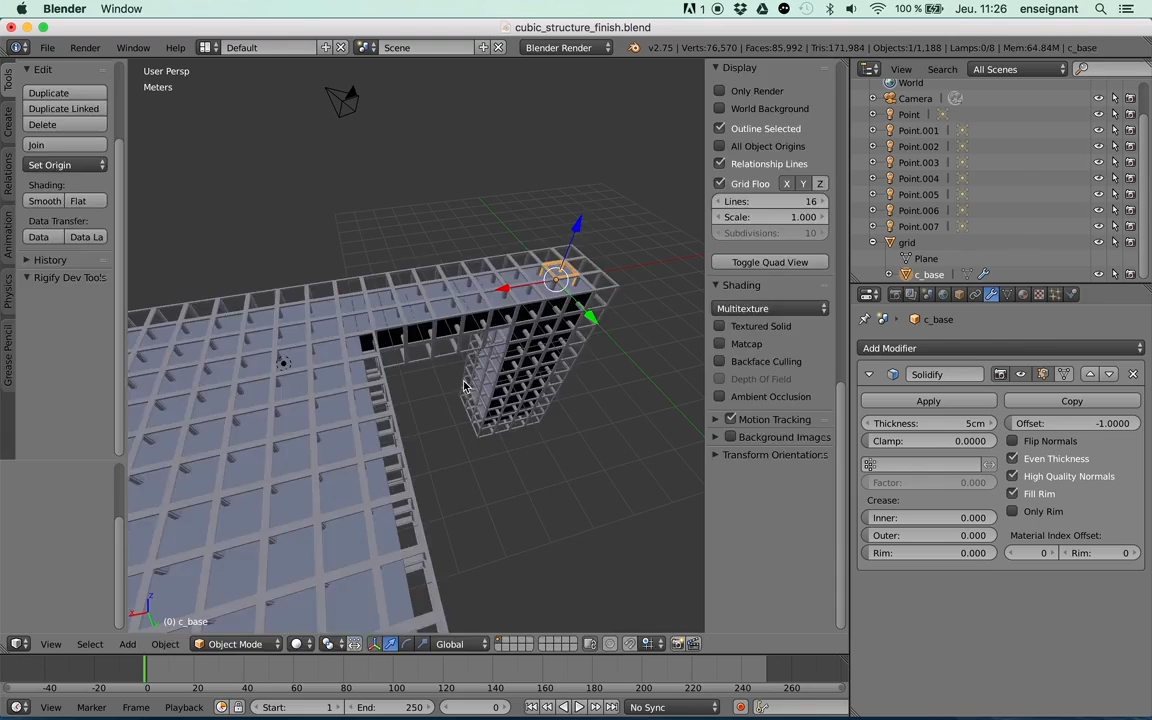 Blender Window 1 100 % Jeu. 11:26 enseignant
cubic_structure_finish.blend
File Render Window Help Default Scene Blender Render v2.75 | Verts:76,570 | Faces:85,992 | Tris:171,984 | Objects:1/1,188 | Lamps:0/8 | Mem:64.84M | c_base
Tools
Create
Relations
Animation
Physics
Grease Pencil
Edit
Duplicate
Duplicate Linked
Delete
Join
Set Origin
Shading:
Smooth Flat
Data Transfer:
Data Data La
History
Rigify Dev Tools
User Persp
Meters
x
z
(0) c_base
Display
Only Render
World Background
Outline Selected
All Object Origins
Relationship Lines
Grid Floo X Y Z
Lines: 16
Scale: 1.000
Subdivisions: 10
Toggle Quad View
Shading
Multitexture
Textured Solid
Matcap
Backface Culling
Depth Of Field
Ambient Occlusion
Motion Tracking
Background Images
Transform Orientations
View Search All Scenes
World
Camera
Point
Point.001
Point.002
Point.003
Point.004
Point.005
Point.006
Point.007
grid
Plane
c_base
c_base
Add Modifier
Solidify
Apply Copy
Thickness: 5cm Offset: -1.0000
Clamp: 0.0000 Flip Normals
Even Thickness
High Quality Normals
Factor: 0.000
Fill Rim
Crease:
Only Rim
Inner: 0.000
Outer: 0.000 Material Index Offset:
Rim: 0.000 0 Rim: 0
View Select Add Object Object Mode Global
-40 -20 0 20 40 60 80 100 120 140 160 180 200 220 240 260
View Marker Frame Playback Start: 1 End: 250 0 No Sync